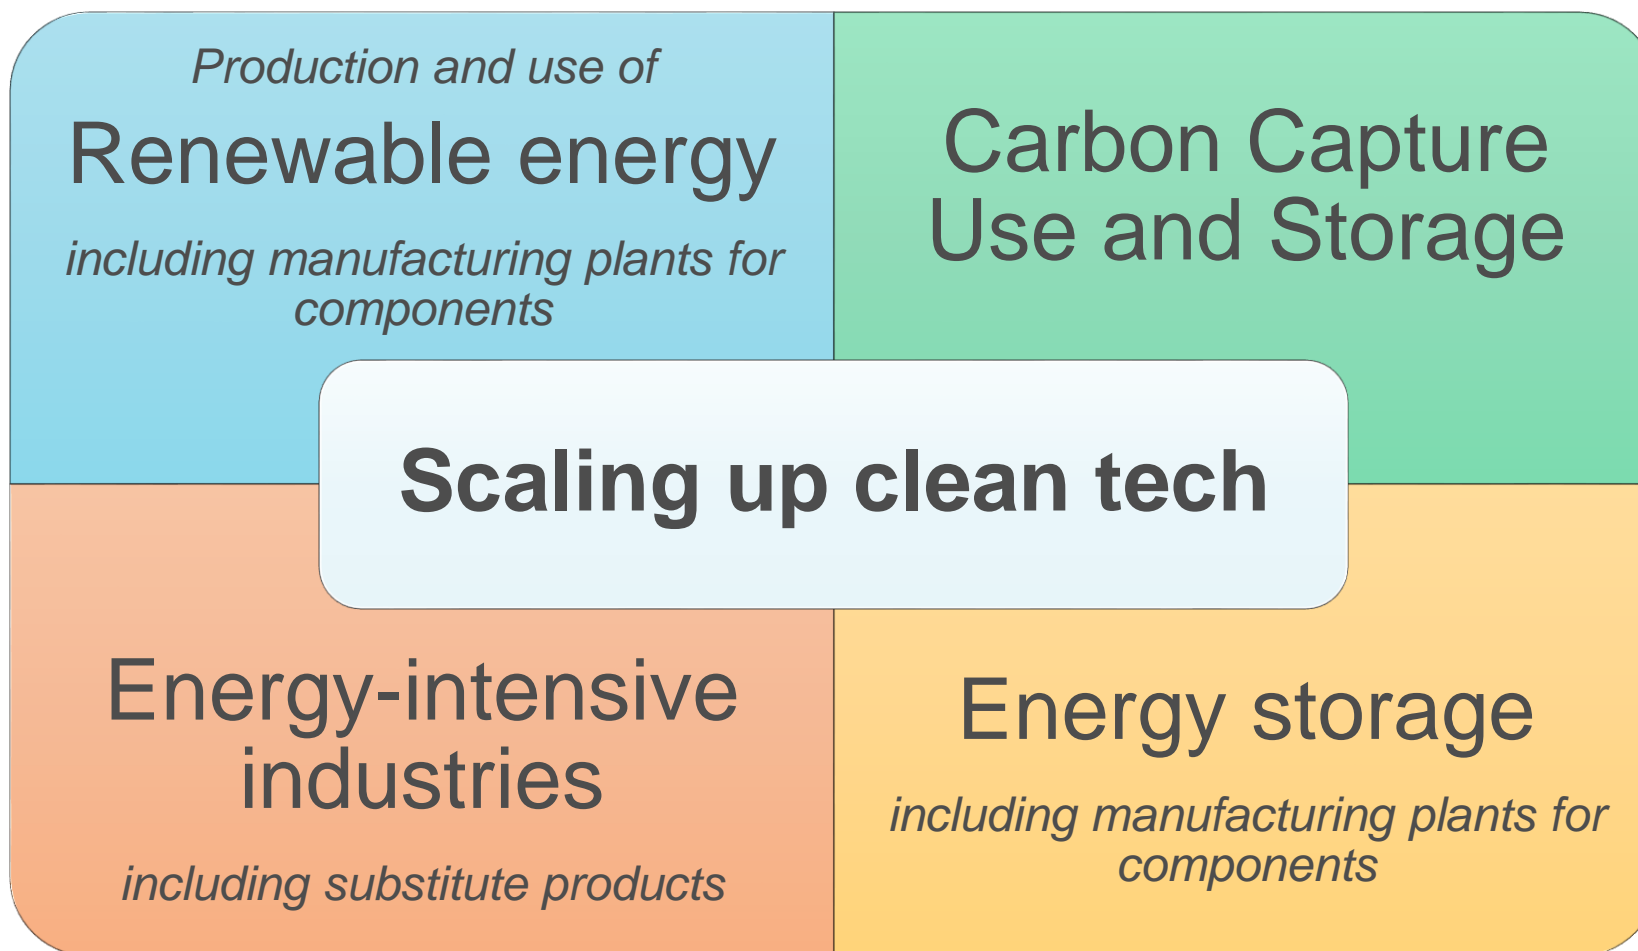 Production and use of
Renewable energy
including manufacturing plants for
components
Carbon Capture
Use and Storage
Scaling up clean tech
Energy-intensive
industries
including substitute products
Energy storage
including manufacturing plants for
components